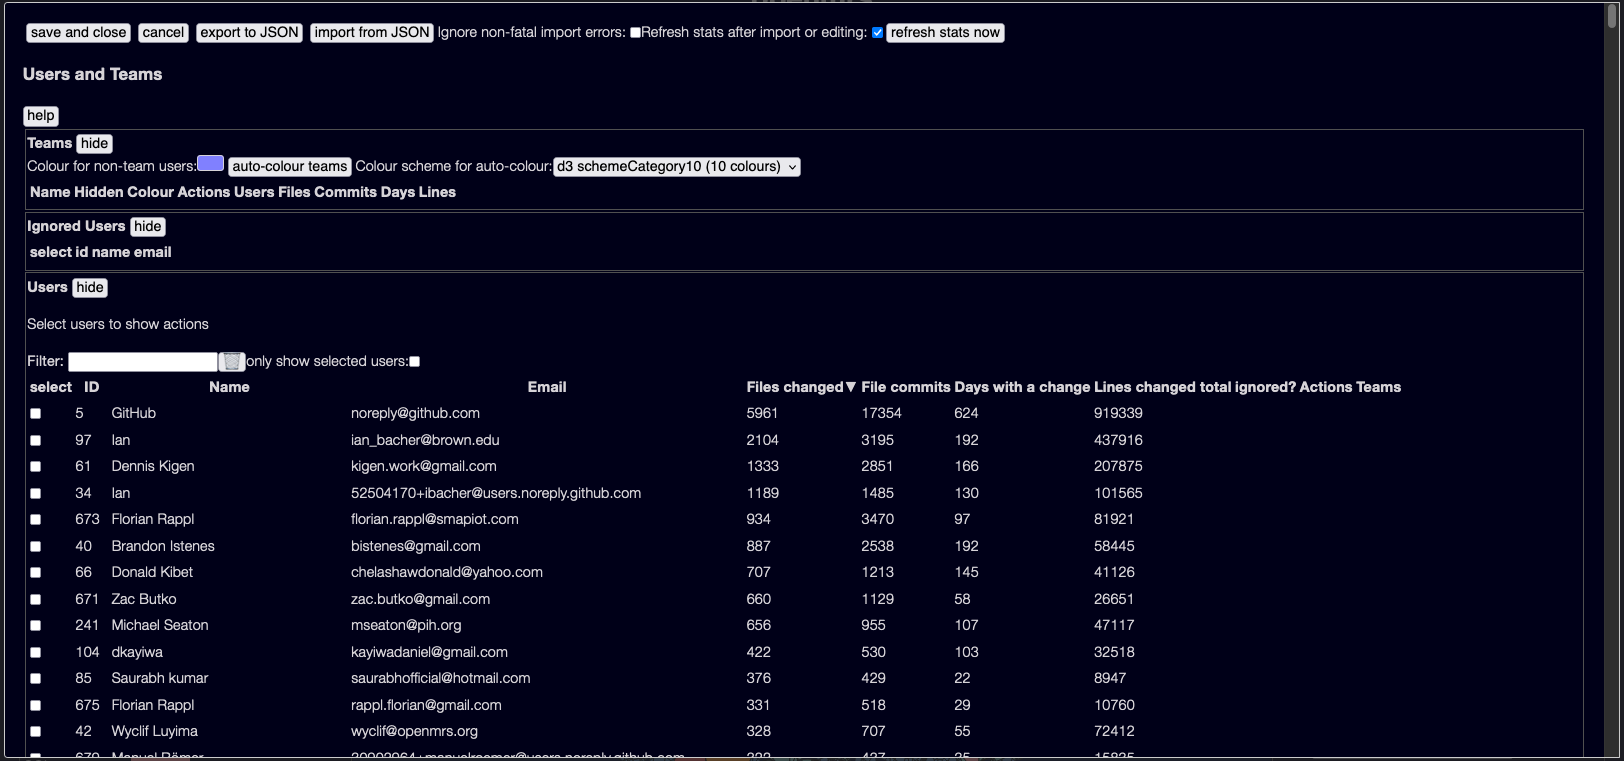 save and close cancel export to JSON import from JSON Ignore non-fatal import errors: Refresh stats after import or editing: refresh stats now
Users and Teams
help
Teams hide
Colour for non-team users: auto-colour teams Colour scheme for auto-colour: d3 schemeCategory10 (10 colours)
Name Hidden Colour Actions Users Files Commits Days Lines
Ignored Users hide
select id name email
Users hide
Select users to show actions
Filter: only show selected users:
select ID Name Email Files changed▼ File commits Days with a change Lines changed total ignored? Actions Teams
5 GitHub noreply@github.com 5961 17354 624 919339
97 Ian ian_bacher@brown.edu 2104 3195 192 437916
61 Dennis Kigen kigen.work@gmail.com 1333 2851 166 207875
34 Ian 52504170+ibacher@users.noreply.github.com 1189 1485 130 101565
673 Florian Rappl florian.rappl@smapiot.com 934 3470 97 81921
40 Brandon Istenes bistenes@gmail.com 887 2538 192 58445
66 Donald Kibet chelashawdonald@yahoo.com 707 1213 145 41126
671 Zac Butko zac.butko@gmail.com 660 1129 58 26651
241 Michael Seaton mseaton@pih.org 656 955 107 47117
104 dkayiwa kayiwadaniel@gmail.com 422 530 103 32518
85 Saurabh kumar saurabhofficial@hotmail.com 376 429 22 8947
675 Florian Rappl rappl.florian@gmail.com 331 518 29 10760
42 Wyclif Luyima wyclif@openmrs.org 328 707 55 72412
Manuel Römer